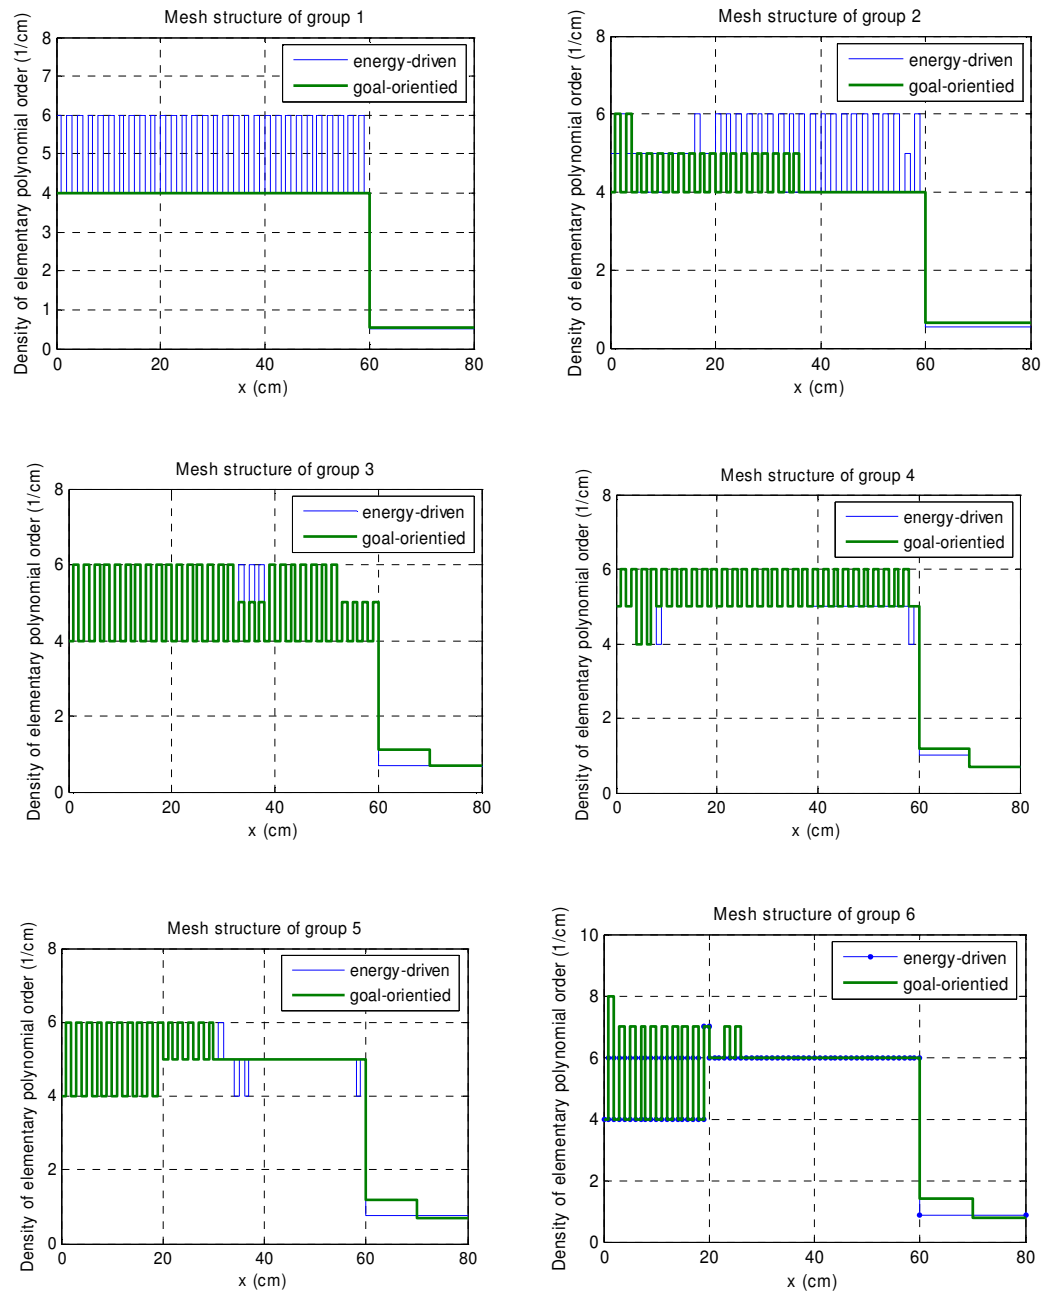 Mesh structure of group 1
Density of elementary polynomial order (1/cm)
8
7
6
5
4
3
2
1
0
energy-driven
goal-orientied
0 20 40 60 80
x (cm)
Mesh structure of group 2
Density of elementary polynomial order (1/cm)
8
6
4
2
0
energy-driven
goal-orientied
0 20 40 60 80
x (cm)
Mesh structure of group 3
Density of elementary polynomial order (1/cm)
8
6
4
2
0
energy-driven
goal-orientied
0 20 40 60 80
x (cm)
Mesh structure of group 4
Density of elementary polynomial order (1/cm)
8
6
4
2
0
energy-driven
goal-orientied
0 20 40 60 80
x (cm)
Mesh structure of group 5
Density of elementary polynomial order (1/cm)
8
6
4
2
0
energy-driven
goal-orientied
0 20 40 60 80
x (cm)
Mesh structure of group 6
Density of elementary polynomial order (1/cm)
10
8
6
4
2
0
energy-driven
goal-orientied
0 20 40 60 80
x (cm)